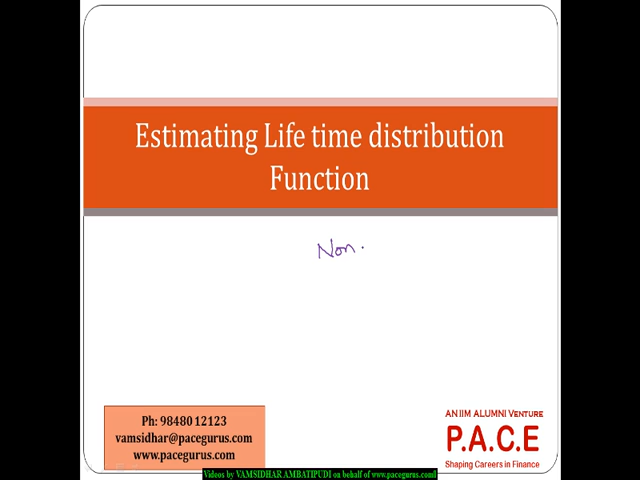 Estimating Life time distribution
Function
Non.
Ph: 98480 12123
vamsidhar@pacegurus.com
www.pacegurus.com
AN IIM ALUMNI VENTURE
P.A.C.E
Shaping Careers in Finance
Videos by VAMSIDHAR AMBATIPUDI on behalf of www.pacegurus.com